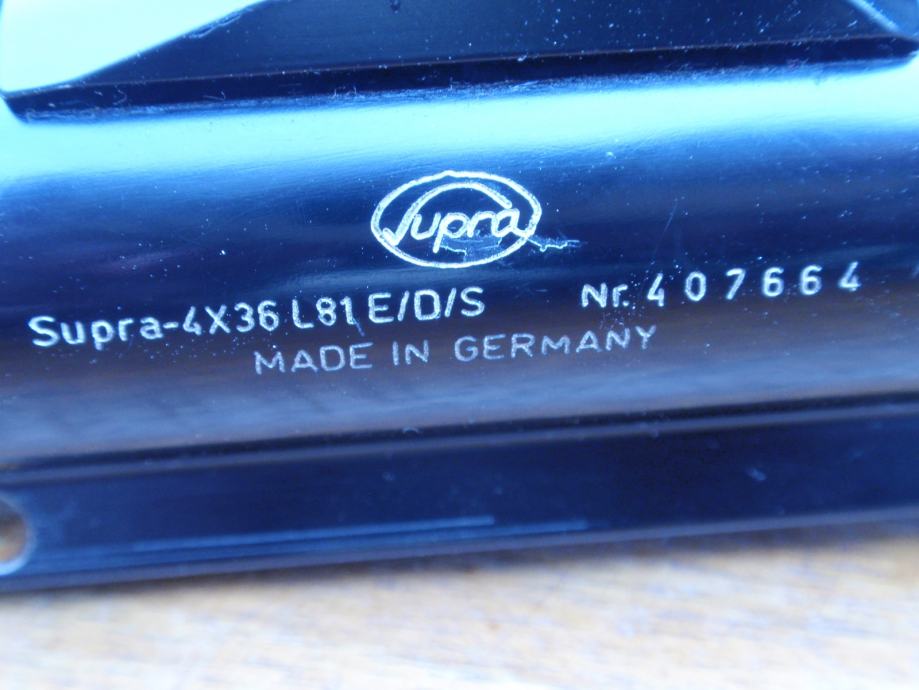 Supra
Supra-4X36 L81 E/D/S Nr. 407664
MADE IN GERMANY